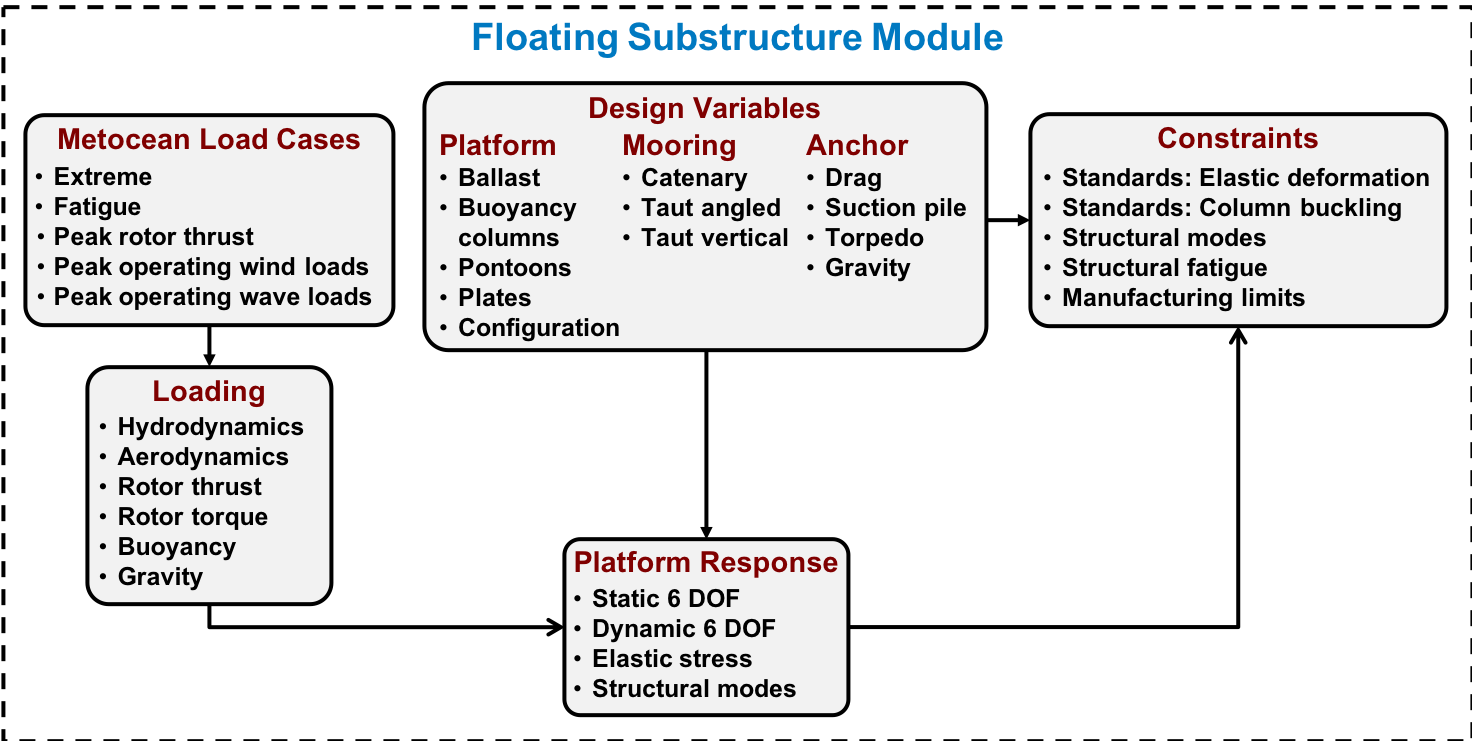 Floating Substructure Module
Metocean Load Cases
• Extreme
• Fatigue
• Peak rotor thrust
• Peak operating wind loads
• Peak operating wave loads
Design Variables
Platform
• Ballast
• Buoyancy
columns
• Pontoons
• Plates
• Configuration
Mooring
• Catenary
• Taut angled
• Taut vertical
Anchor
• Drag
• Suction pile
• Torpedo
• Gravity
Constraints
• Standards: Elastic deformation
• Standards: Column buckling
• Structural modes
• Structural fatigue
• Manufacturing limits
Loading
• Hydrodynamics
• Aerodynamics
• Rotor thrust
• Rotor torque
• Buoyancy
• Gravity
Platform Response
• Static 6 DOF
• Dynamic 6 DOF
• Elastic stress
• Structural modes